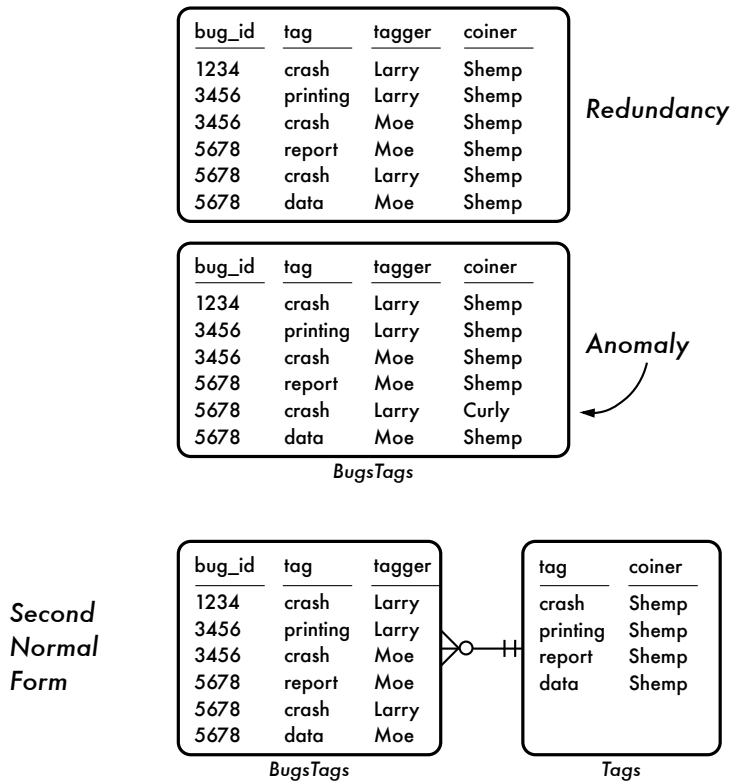 bug_id tag tagger coiner
1234 crash Larry Shemp
3456 printing Larry Shemp
3456 crash Moe Shemp
5678 report Moe Shemp
5678 crash Larry Shemp
5678 data Moe Shemp
Redundancy
bug_id tag tagger coiner
1234 crash Larry Shemp
3456 printing Larry Shemp
3456 crash Moe Shemp
5678 report Moe Shemp
5678 crash Larry Curly
5678 data Moe Shemp
Anomaly
BugsTags
Second
Normal
Form
bug_id tag tagger
1234 crash Larry
3456 printing Larry
3456 crash Moe
5678 report Moe
5678 crash Larry
5678 data Moe
BugsTags
tag coiner
crash Shemp
printing Shemp
report Shemp
data Shemp
Tags